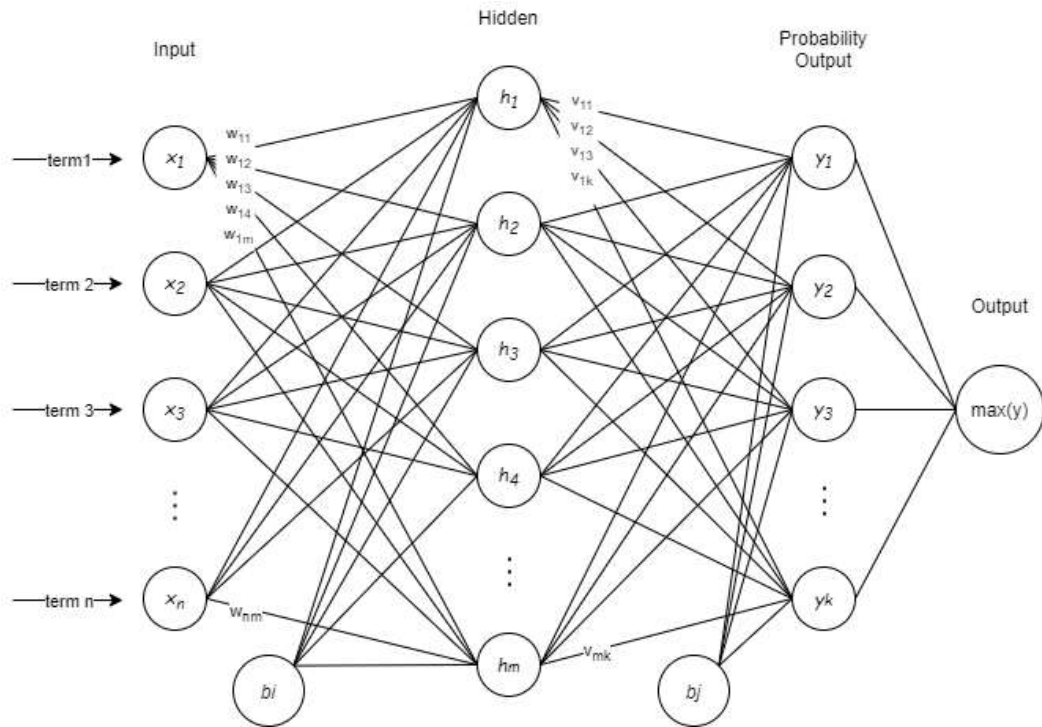 Hidden
Input
Probability
Output
h1
v11
w11
v12
term1
x1
w12
v13
y1
w13
v1k
w14
h2
w1m
term 2
x2
y2
Output
h3
term 3
x3
y3
max(y)
h4
term n
xn
wnm
yk
vmk
hm
bi
bj